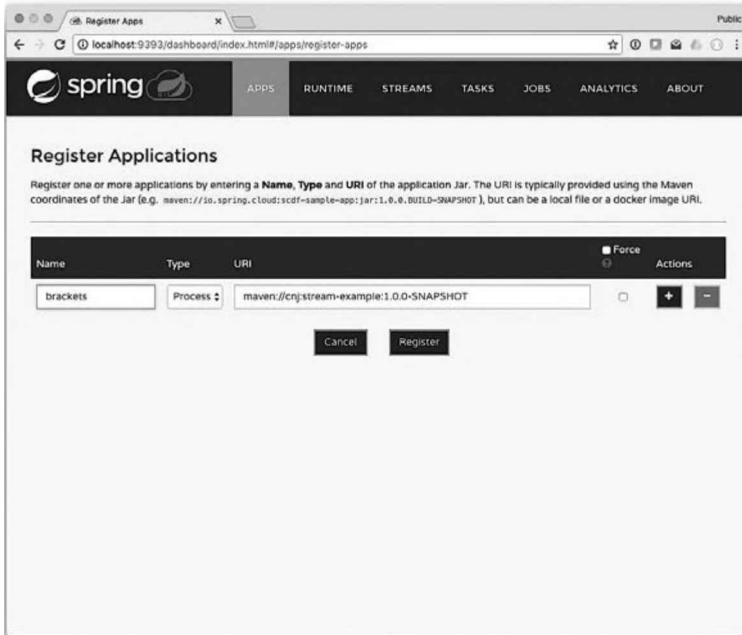 Register Apps
Public
localhost:9393/dashboard/index.html#/apps/register-apps
spring
APPS RUNTIME STREAMS TASKS JOBS ANALYTICS ABOUT
Register Applications
Register one or more applications by entering a Name, Type and URI of the application Jar. The URI is typically provided using the Maven
coordinates of the Jar (e.g. maven://io.spring.cloud:scdf-sample-app:jar:1.0.0.BUILD-SNAPSHOT), but can be a local file or a docker image URI.
Name Type URI Force Actions
brackets Process maven://cnj:stream-example:1.0.0-SNAPSHOT
Cancel Register